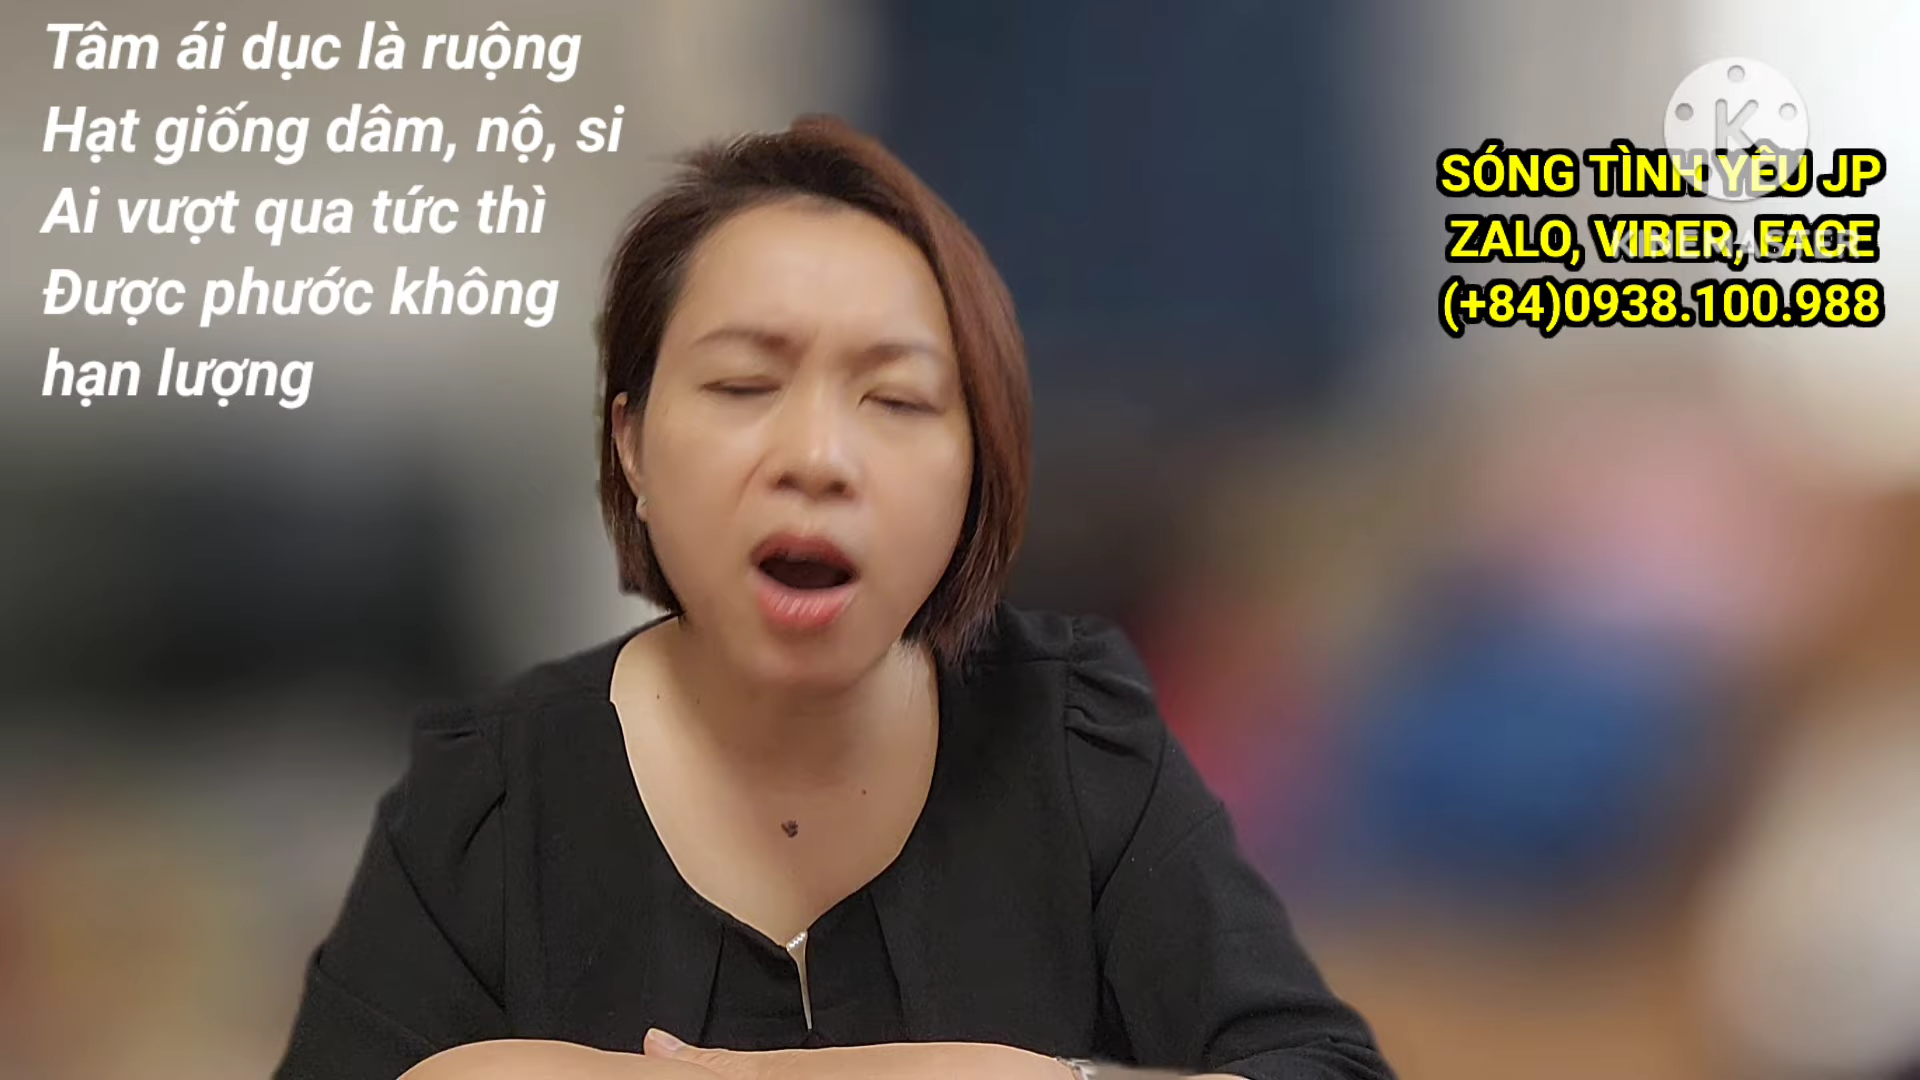 Tâm ái dục là ruộng
Hạt giống dâm, nộ, si
Ai vượt qua tức thì
Được phước không
hạn lượng
K
SÓNG TÌNH YÊU JP
ZALO, VIBER, FACE
KINEMASTER
(+84)0938.100.988